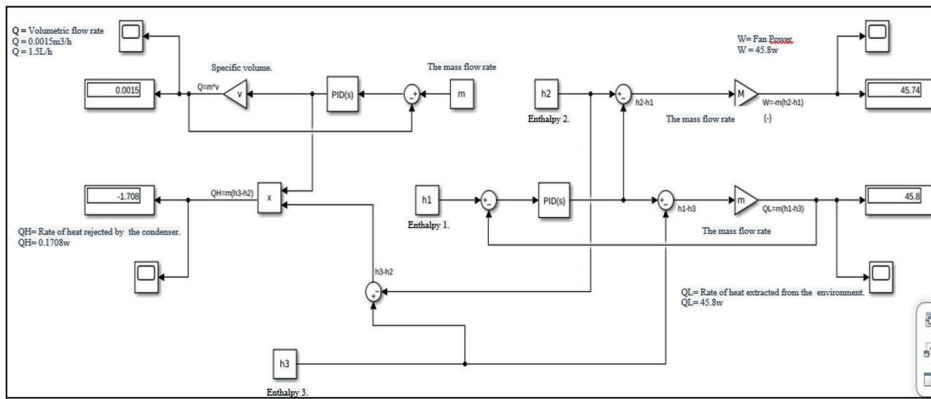 Q = Volumetric flow rate
Q = 0.0015m3/h
Q = 1.5L/h
W= Fan Power.
W = 45.8w
Specific volume.
The mass flow rate
0.0015
Q=m*v
v
PID(s)
m
h2
Enthalpy 2.
h2-h1
M
The mass flow rate
W=-m(h2-h1)
(-)
45.74
-1.708
QH=m(h3-h2)
x
QH= Rate of heat rejected by the condenser.
QH= 0.1708w
h1
Enthalpy 1.
PID(s)
h1-h3
m
The mass flow rate
QL=m(h1-h3)
45.8
h3-h2
QL= Rate of heat extracted from the environment.
QL= 45.8w
h3
Enthalpy 3.